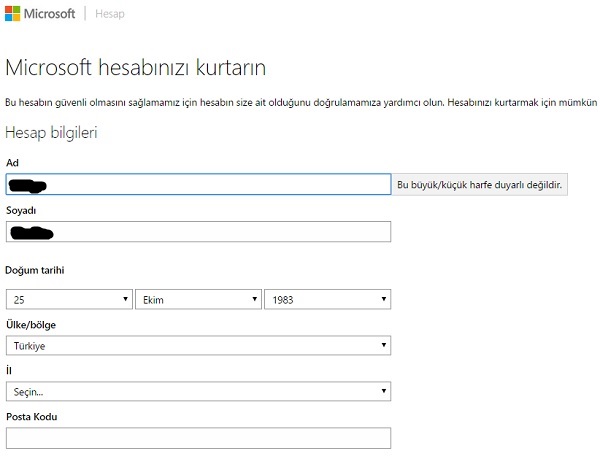 Microsoft | Hesap
Microsoft hesabınızı kurtarın
Bu hesabın güvenli olmasını sağlamamız için hesabın size ait olduğunu doğrulamamıza yardımcı olun. Hesabınızı kurtarmak için mümkün
Hesap bilgileri
Ad
Bu büyük/küçük harfe duyarlı değildir.
Soyadı
Doğum tarihi
25 Ekim 1983
Ülke/bölge
Türkiye
İl
Seçin...
Posta Kodu